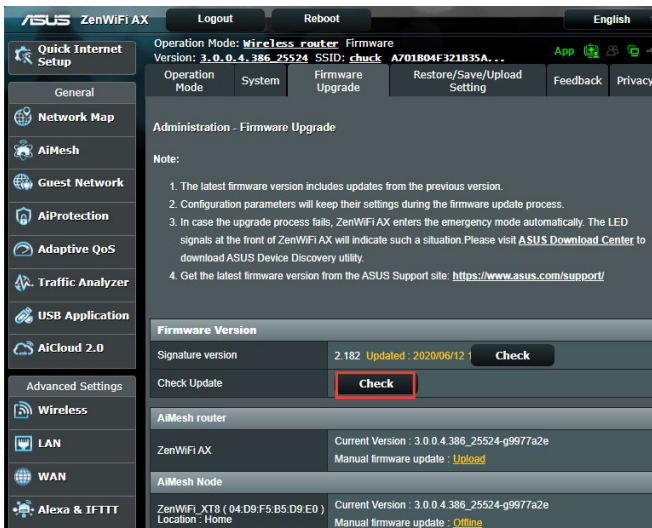 ASUS ZenWiFi AX Logout Reboot English
Quick Internet Setup
Operation Mode: Wireless router Firmware
Version: 3.0.0.4.386_25524 SSID: chuck A701B04F321B35A... App
Operation Mode System Firmware Upgrade Restore/Save/Upload Setting Feedback Privacy
General
Network Map
AiMesh
Guest Network
AiProtection
Adaptive QoS
Traffic Analyzer
USB Application
AiCloud 2.0
Advanced Settings
Wireless
LAN
WAN
Alexa & IFTTT
Administration - Firmware Upgrade
Note:
1. The latest firmware version includes updates from the previous version.
2. Configuration parameters will keep their settings during the firmware update process.
3. In case the upgrade process fails, ZenWiFi AX enters the emergency mode automatically. The LED
signals at the front of ZenWiFi AX will indicate such a situation.Please visit ASUS Download Center to
download ASUS Device Discovery utility.
4. Get the latest firmware version from the ASUS Support site: https://www.asus.com/support/
Firmware Version
Signature version 2.182 Updated : 2020/06/12 1 Check
Check Update Check
AiMesh router
ZenWiFi AX
Current Version : 3.0.0.4.386_25524-g9977a2e
Manual firmware update : Upload
AiMesh Node
ZenWiFi_XT8 ( 04:D9:F5:B5:D9:E0 )
Location : Home
Current Version : 3.0.0.4.386_25524-g9977a2e
Manual firmware update : Offline